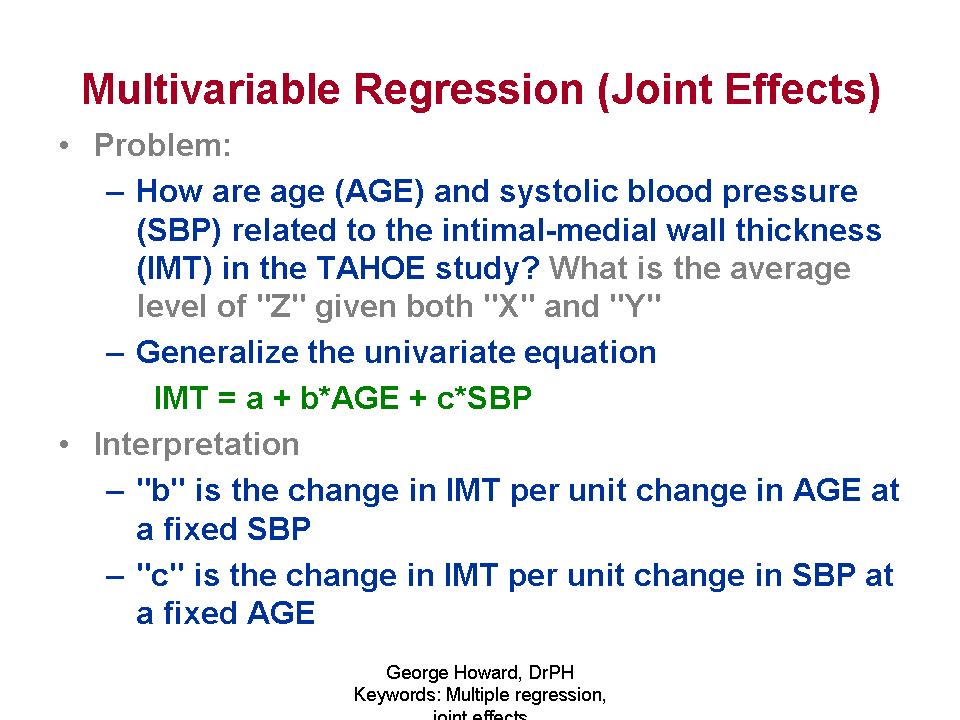 Multivariable Regression (Joint Effects)
• Problem:
– How are age (AGE) and systolic blood pressure
(SBP) related to the intimal-medial wall thickness
(IMT) in the TAHOE study? What is the average
level of "Z" given both "X" and "Y"
– Generalize the univariate equation
IMT = a + b*AGE + c*SBP
• Interpretation
– "b" is the change in IMT per unit change in AGE at
a fixed SBP
– "c" is the change in IMT per unit change in SBP at
a fixed AGE
George Howard, DrPH
Keywords: Multiple regression,
joint effects